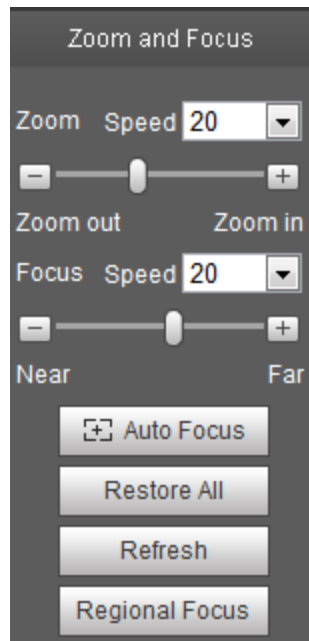 Zoom and Focus
Zoom Speed 20
Zoom out Zoom in
Focus Speed 20
Near Far
Auto Focus
Restore All
Refresh
Regional Focus